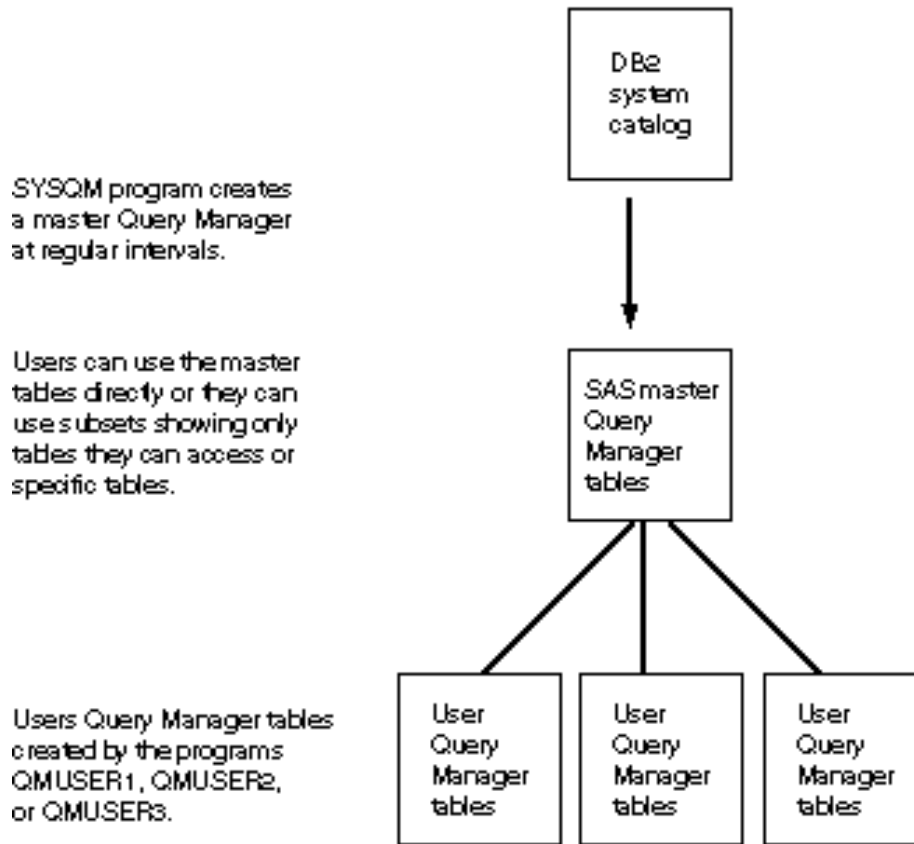 DB2
system
catalog
SYSQM program creates
a master Query Manager
at regular intervals.
Users can use the master
tables directly or they can
use subsets showing only
tables they can access or
specific tables.
SAS master
Query
Manager
tables
Users Query Manager tables
created by the programs
QMUSER1, QMUSER2,
or QMUSER3.
User
Query
Manager
tables
User
Query
Manager
tables
User
Query
Manager
tables